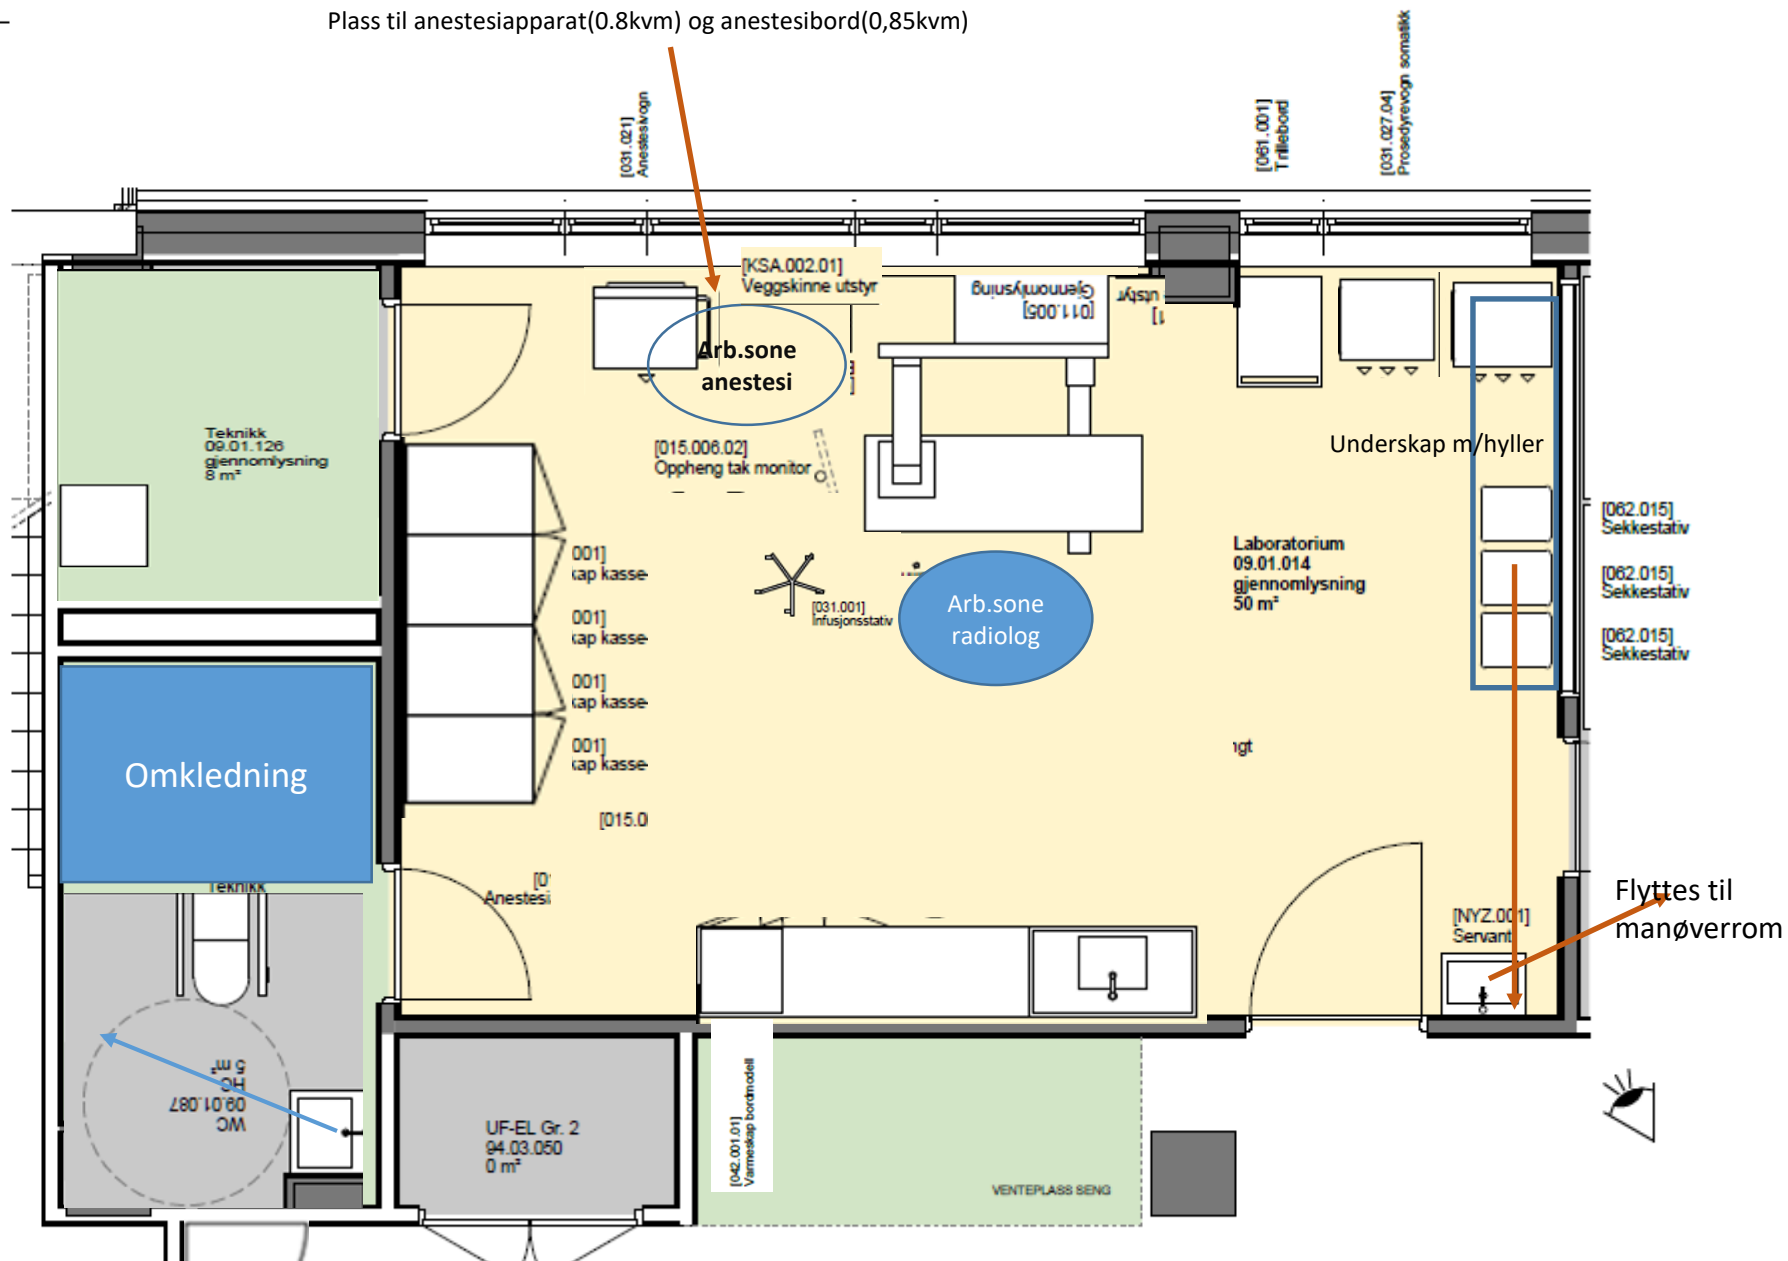 Plass til anestesiapparat(0.8kvm) og anestesibord(0,85kvm)
[031.021]
Anestesivogn
[061.001]
Trillebord
[031.027.04]
Prosedyrevogn somatikk
[KSA.002.01]
Veggskinne utstyr
Gjennomlysning
[011.005]
utstyr
1]
Arb.sone
anestesi
[015.006.02]
Oppheng tak monitor
Underskap m/hyller
Teknikk
09.01.126
gjennomlysning
8 m²
[062.015]
Sekkestativ
[062.015]
Sekkestativ
[062.015]
Sekkestativ
Laboratorium
09.01.014
gjennomlysning
50 m²
001]
kap kasse
001]
kap kasse
001]
kap kasse
001]
kap kasse
[031.001]
Infusjonsstativ
Arb.sone
radiolog
ngt
Omkledning
[015.0
Teknikk
[0
Anestesi
[NYZ.001]
Servant
Flyttes til
manøverrom
WC
09.01.087
HC
5 m²
UF-EL Gr. 2
94.03.050
0 m²
[042.001.01]
Varmeskap bordmodell
VENTEPLASS SENG